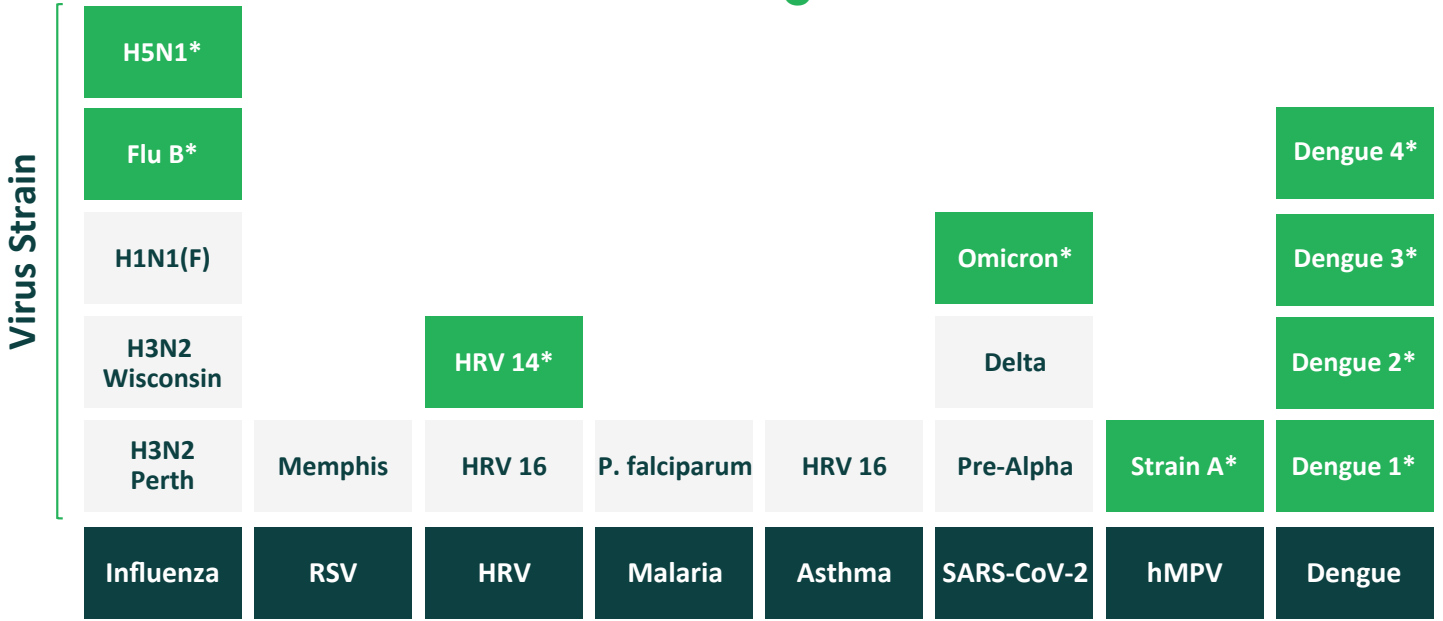 Virus Strain
H5N1*
Flu B*
Dengue 4*
H1N1(F)
Omicron*
Dengue 3*
H3N2
Wisconsin
HRV 14*
Delta
Dengue 2*
H3N2
Perth
Memphis
HRV 16
P. falciparum
HRV 16
Pre-Alpha
Strain A*
Dengue 1*
Influenza
RSV
HRV
Malaria
Asthma
SARS-CoV-2
hMPV
Dengue